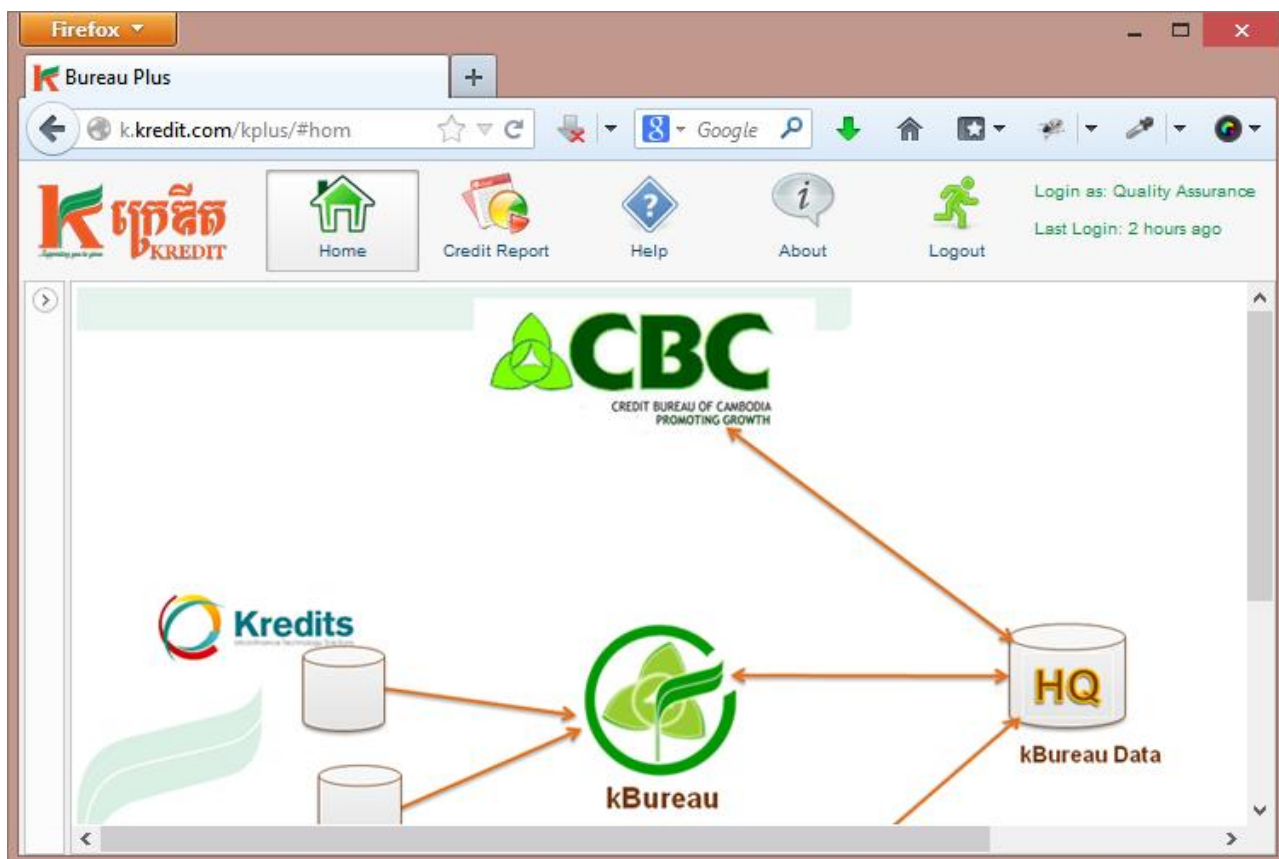 Firefox
Bureau Plus
k.kredit.com/kplus/#hom
Google
ក្រេឌីត
KREDIT
Home
Credit Report
Help
About
Logout
Login as: Quality Assurance
Last Login: 2 hours ago
CBC
CREDIT BUREAU OF CAMBODIA
PROMOTING GROWTH
Kredits
HQ
kBureau Data
kBureau